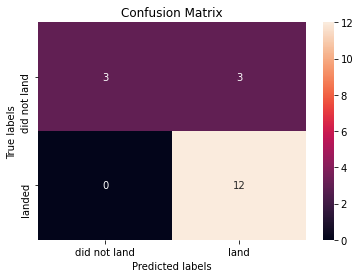 Confusion Matrix
True labels
did not land
landed
3 3
0 12
did not land land
Predicted labels
12
10
8
6
4
2
0